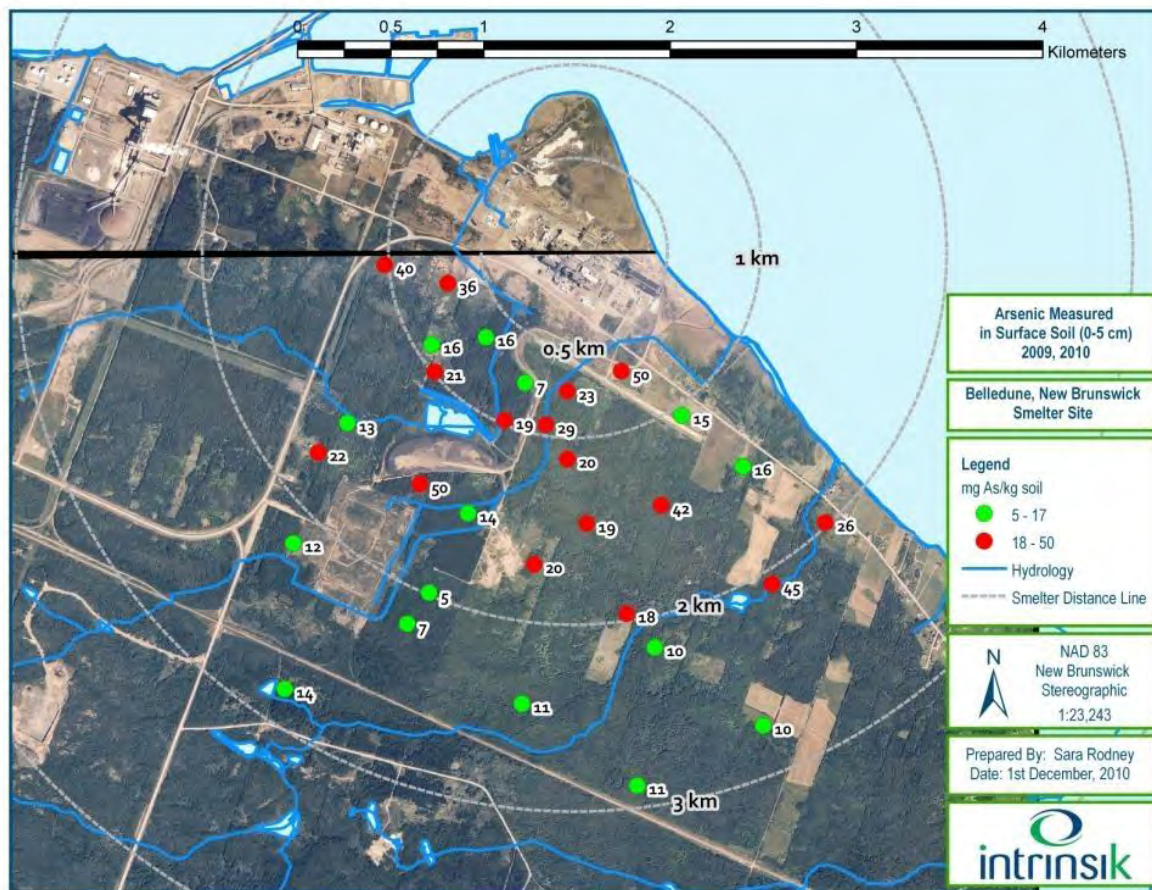 0 0.5 1 2 3 4
Kilometers
1 km
40
36
16
16
0.5 km
21
7
50
23
19
29
15
13
22
20
16
50
42
14
19
26
12
20
45
5
2 km
18
7
10
14
11
10
11
3 km
Arsenic Measured
in Surface Soil (0-5 cm)
2009, 2010
Belledune, New Brunswick
Smelter Site
Legend
mg As/kg soil
5 - 17
18 - 50
Hydrology
Smelter Distance Line
N
NAD 83
New Brunswick
Stereographic
1:23,243
Prepared By: Sara Rodney
Date: 1st December, 2010
intrinsik